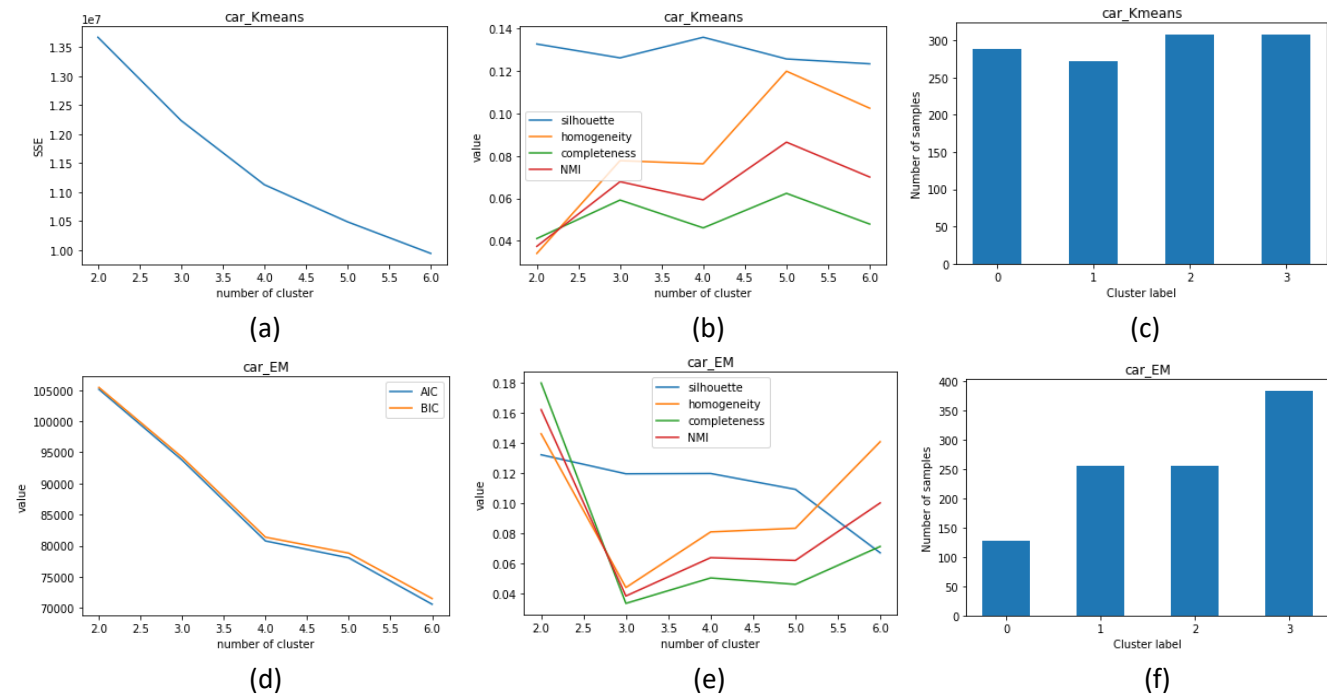 car_Kmeans
1e7
SSE
13.5
1.35
1.30
1.25
1.20
1.15
1.10
1.05
1.00
2.0 2.5 3.0 3.5 4.0 4.5 5.0 5.5 6.0
number of cluster
(a)
car_Kmeans
value
0.14
0.12
0.10
0.08
0.06
0.04
silhouette
homogeneity
completeness
NMI
2.0 2.5 3.0 3.5 4.0 4.5 5.0 5.5 6.0
number of cluster
(b)
car_Kmeans
Number of samples
300
250
200
150
100
50
0
0 1 2 3
Cluster label
(c)
car_EM
value
105000
100000
95000
90000
85000
80000
75000
70000
AIC
BIC
2.0 2.5 3.0 3.5 4.0 4.5 5.0 5.5 6.0
number of cluster
(d)
car_EM
value
0.18
0.16
0.14
0.12
0.10
0.08
0.06
0.04
silhouette
homogeneity
completeness
NMI
2.0 2.5 3.0 3.5 4.0 4.5 5.0 5.5 6.0
number of cluster
(e)
car_EM
Number of samples
400
350
300
250
200
150
100
50
0
0 1 2 3
Cluster label
(f)